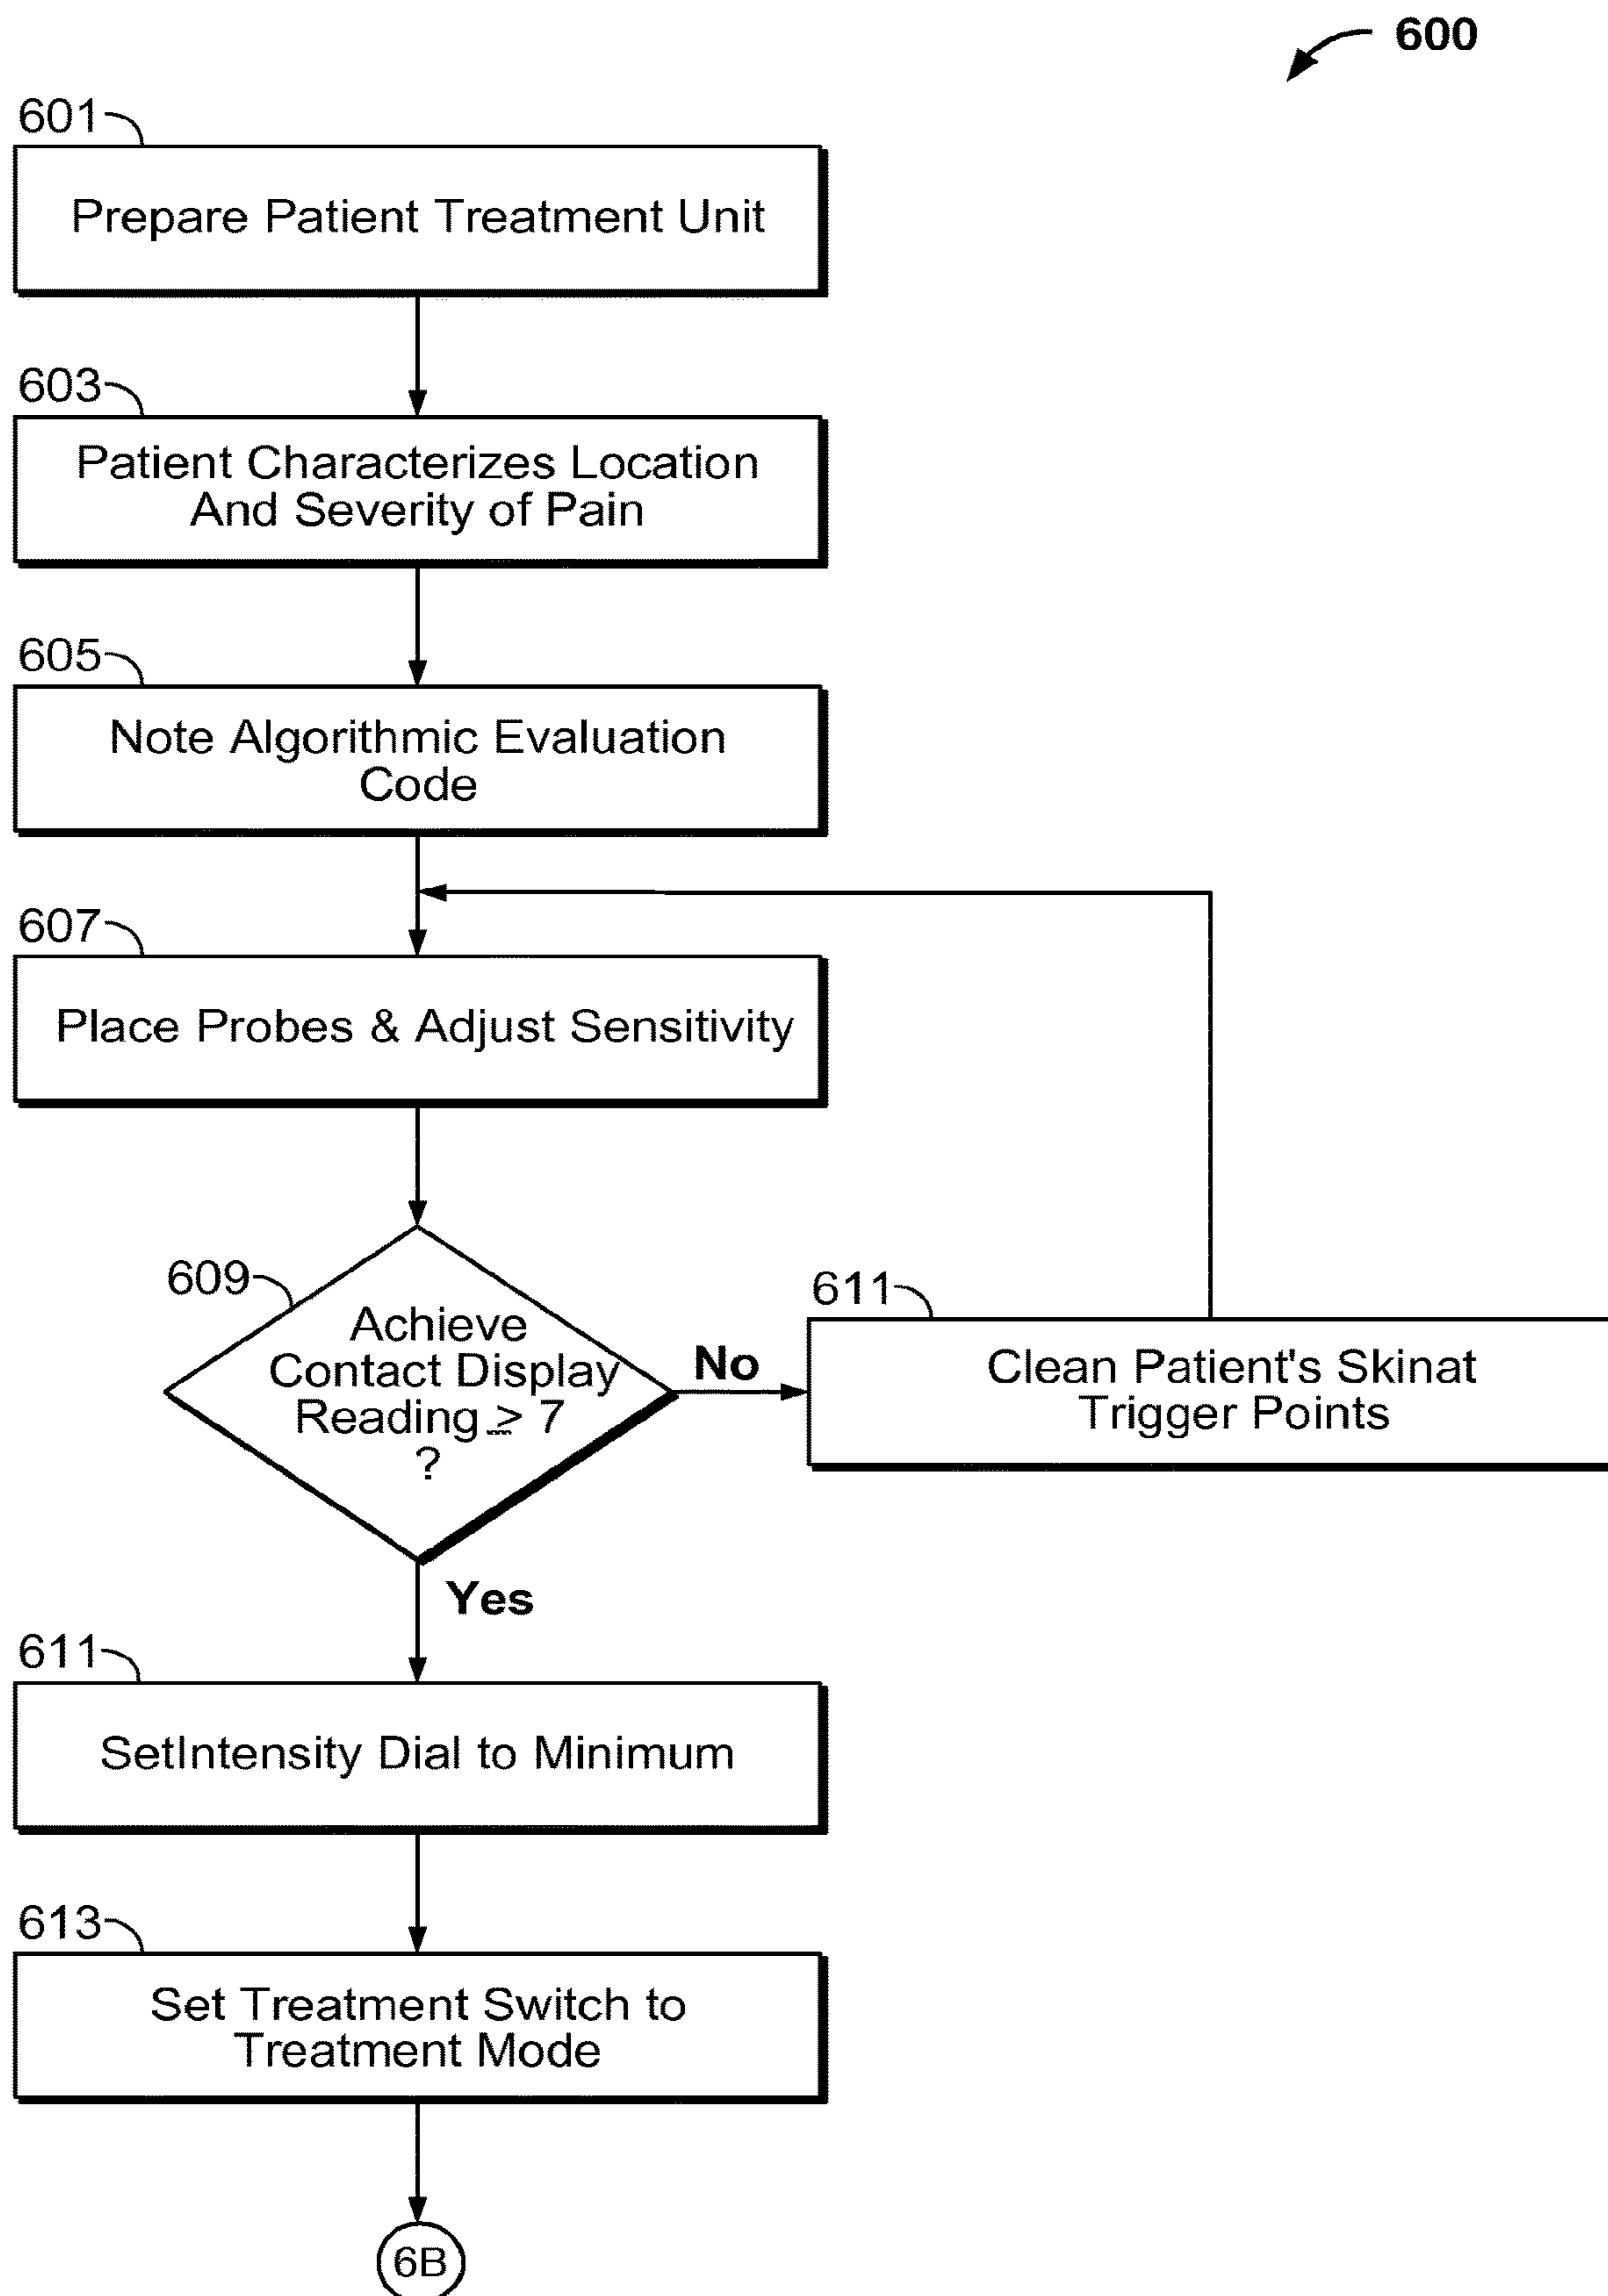 600
601
Prepare Patient Treatment Unit
603
Patient Characterizes Location
And Severity of Pain
605
Note Algorithmic Evaluation
Code
607
Place Probes & Adjust Sensitivity
609
Achieve
Contact Display
Reading ≥ 7
?
No
611
Clean Patient's Skinat
Trigger Points
Yes
611
SetIntensity Dial to Minimum
613
Set Treatment Switch to
Treatment Mode
6B